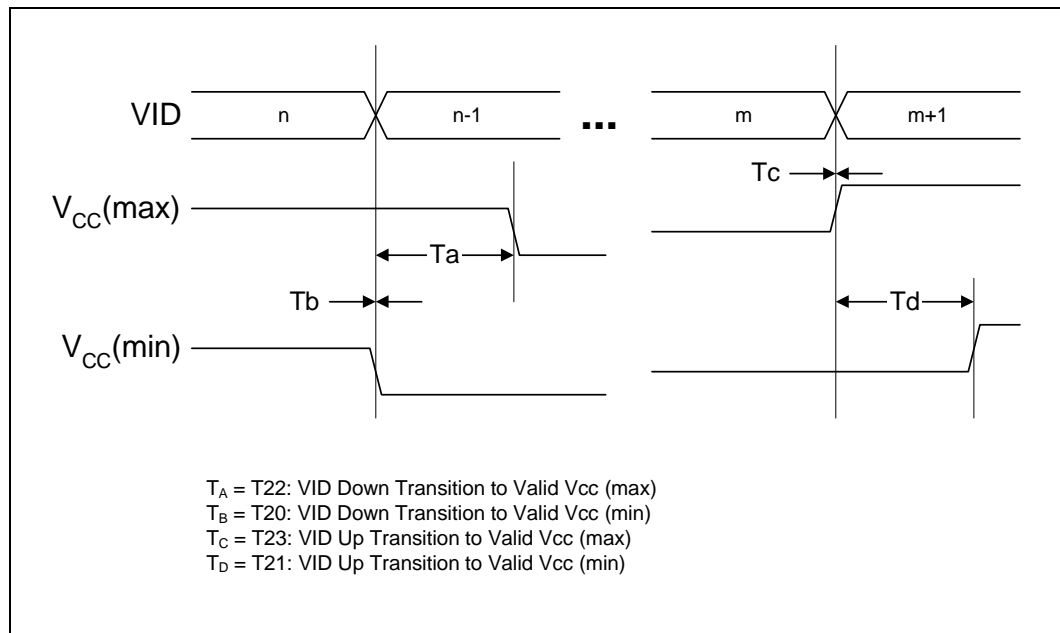 VID
n
n-1
...
m
m+1
Tc
VCC(max)
Ta
Tb
Td
VCC(min)
TA = T22: VID Down Transition to Valid Vcc (max)
TB = T20: VID Down Transition to Valid Vcc (min)
TC = T23: VID Up Transition to Valid Vcc (max)
TD = T21: VID Up Transition to Valid Vcc (min)